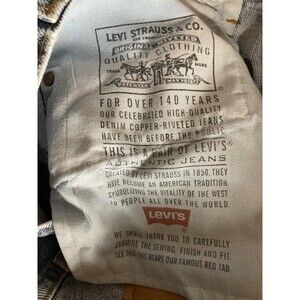 LEVI STRAUSS & CO.
ORIGINAL RIVETED
QUALITY CLOTHING
TRADE MARK
FOR OVER 140 YEARS
OUR CELEBRATED HIGH-QUALITY
DENIM COPPER-RIVETED JEANS
HAVE BEEN BEFORE THE PUBLIC
THIS IS A PAIR OF LEVI'S®
AUTHENTIC JEANS
CREATED BY LEVI STRAUSS IN 1850, THEY
HAVE BECOME AN AMERICAN TRADITION,
SYMBOLIZING THE VITALITY OF THE WEST
TO PEOPLE ALL OVER THE WORLD.
LEVI'S
WE SHALL THANK YOU TO CAREFULLY
EXAMINE THE SEWING, FINISH AND FIT
SEE THAT THIS BEARS OUR FAMOUS RED TAB